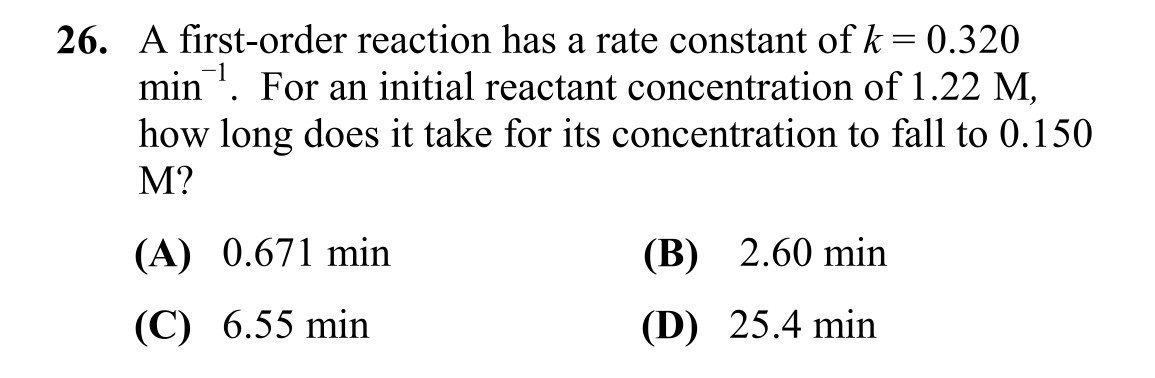 26. A first-order reaction has a rate constant of k = 0.320
min⁻¹. For an initial reactant concentration of 1.22 M,
how long does it take for its concentration to fall to 0.150
M?
(A) 0.671 min (B) 2.60 min
(C) 6.55 min (D) 25.4 min